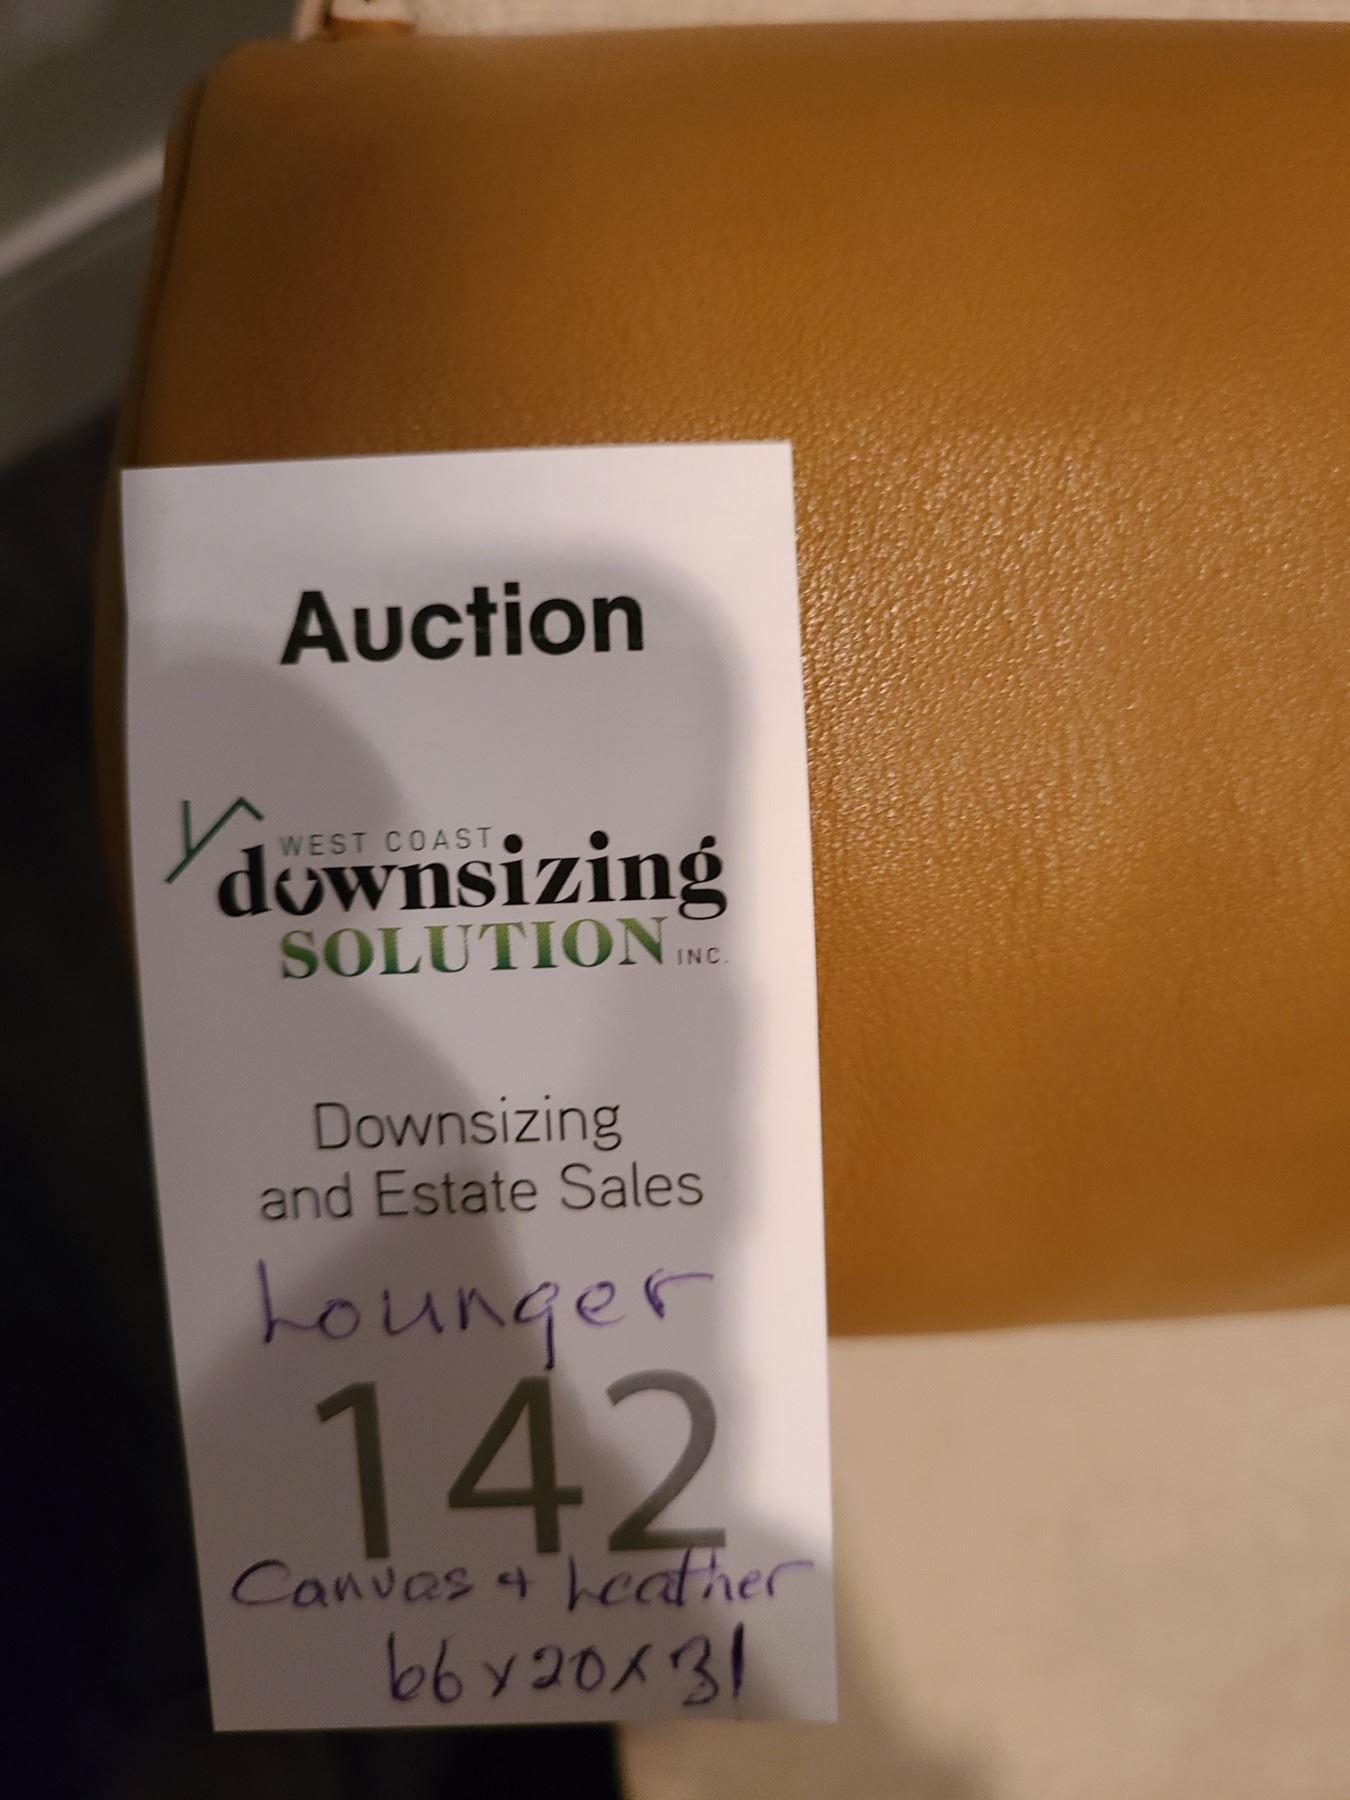 Auction
WEST COAST
downsizing
SOLUTION INC.
Downsizing
and Estate Sales
Lounger
142
Canvas + Leather
66x20x31